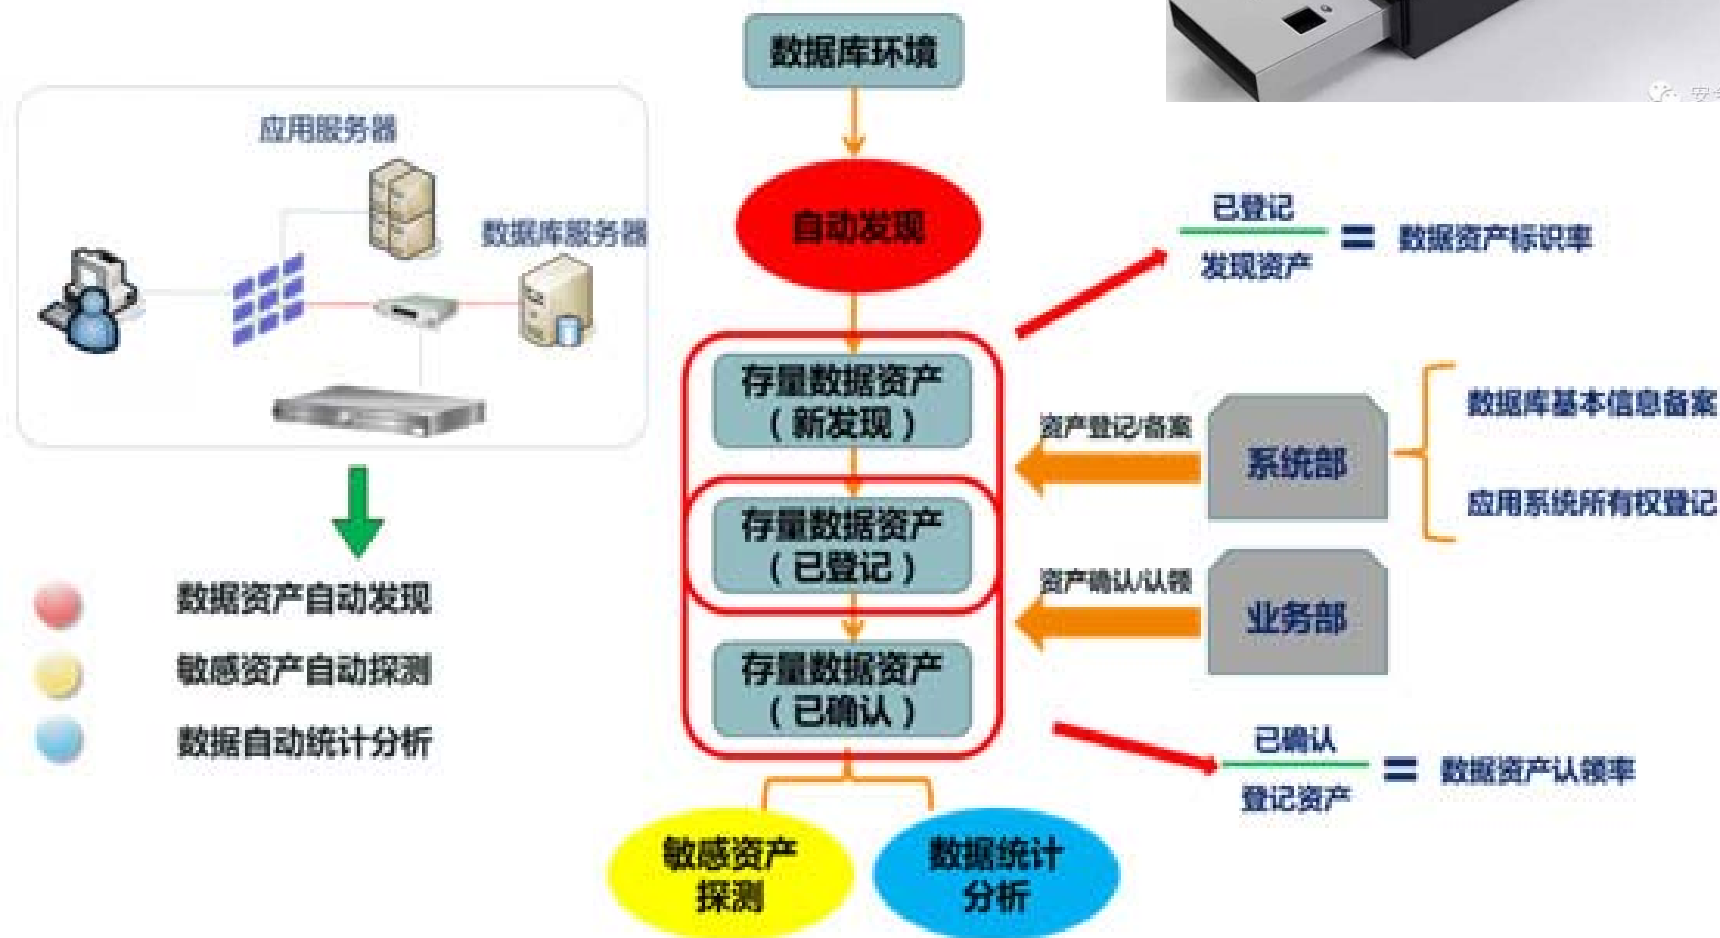 数据库环境
应用服务器
数据库服务器
自动发现
已登记
发现资产
= 数据资产标识率
存量数据资产
（新发现）
资产登记/备案
系统部
数据库基本信息备案
应用系统所有权登记
存量数据资产
（已登记）
资产确认/认领
业务部
存量数据资产
（已确认）
数据资产自动发现
敏感资产自动探测
数据自动统计分析
已确认
登记资产
= 数据资产认领率
敏感资产
探测
数据统计
分析